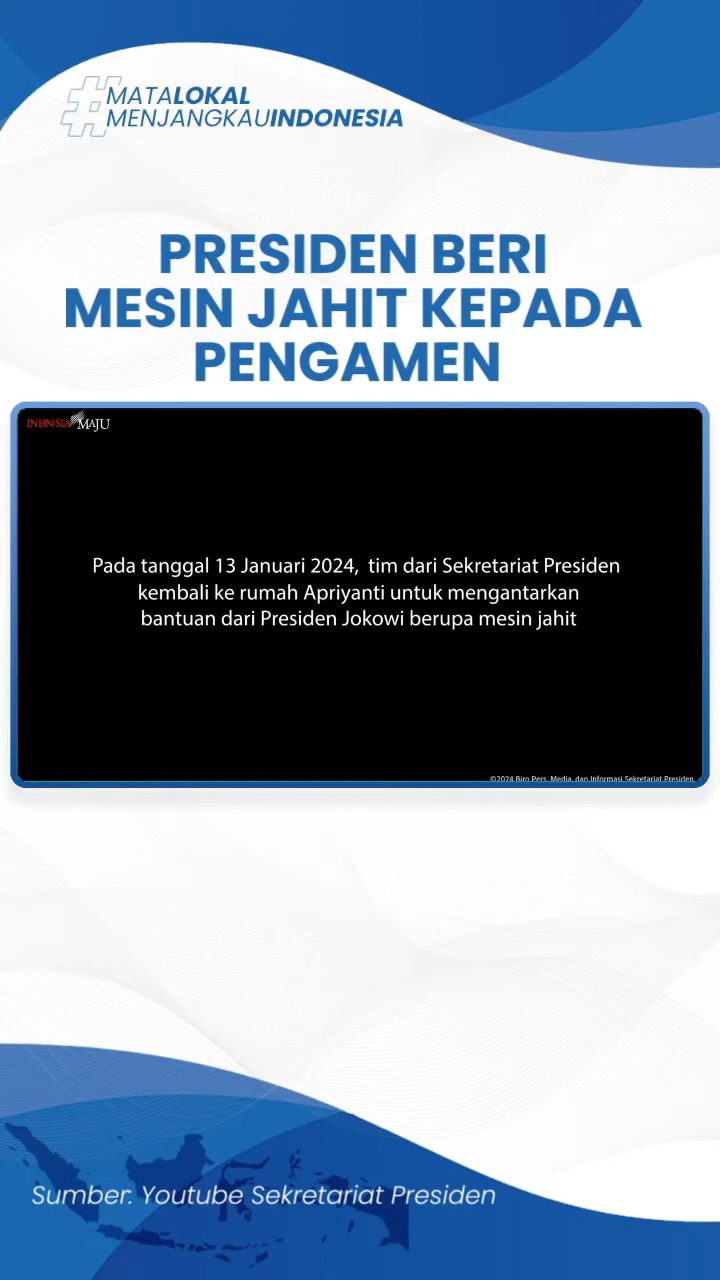 #MATALOKAL
MENJANGKAUINDONESIA
PRESIDEN BERI
MESIN JAHIT KEPADA
PENGAMEN
INDONESIA MAJU
Pada tanggal 13 Januari 2024, tim dari Sekretariat Presiden
kembali ke rumah Apriyanti untuk mengantarkan
bantuan dari Presiden Jokowi berupa mesin jahit
©2024 Biro Pers, Media, dan Informasi Sekretariat Presiden
Sumber: Youtube Sekretariat Presiden